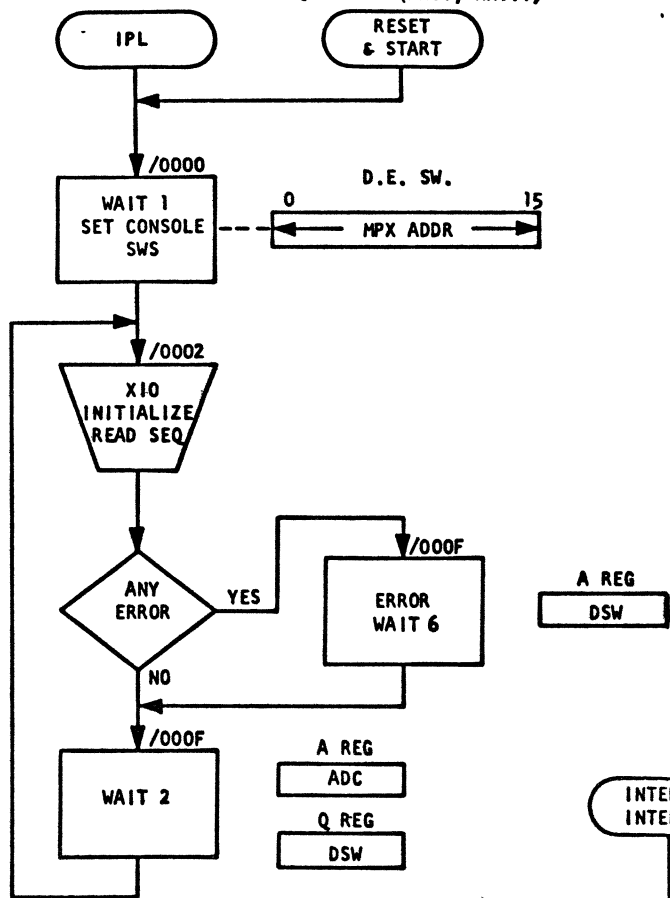 IPL
RESET
& START
/0000
WAIT 1
SET CONSOLE
SWS
D.E. SW.
0 15
MPX ADDR
/0002
XIO
INITIALIZE
READ SEQ
ANY
ERROR
YES
NO
/000F
ERROR
WAIT 6
A REG
DSW
/000F
WAIT 2
A REG
ADC
Q REG
DSW